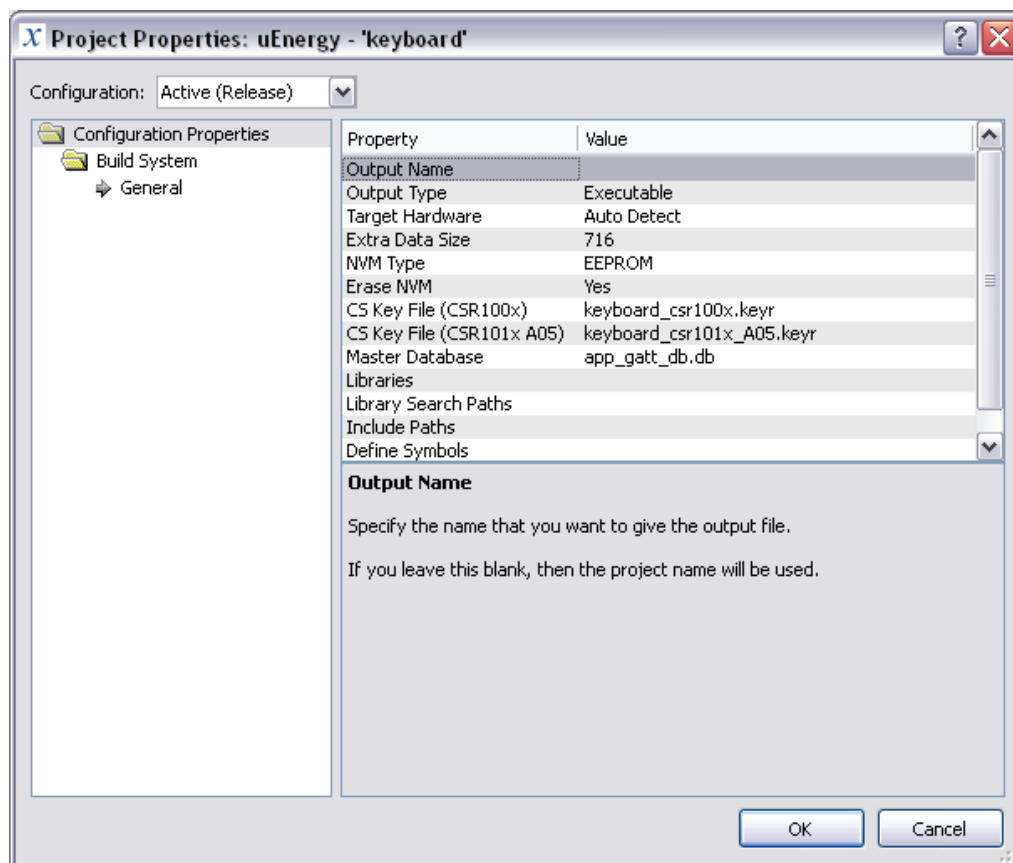 X Project Properties: uEnergy - 'keyboard'
Configuration: Active (Release)
Configuration Properties
Build System
General
Property Value
Output Name
Output Type Executable
Target Hardware Auto Detect
Extra Data Size 716
NVM Type EEPROM
Erase NVM Yes
CS Key File (CSR100x) keyboard_csr100x.keyr
CS Key File (CSR101x A05) keyboard_csr101x_A05.keyr
Master Database app_gatt_db.db
Libraries
Library Search Paths
Include Paths
Define Symbols
Output Name
Specify the name that you want to give the output file.
If you leave this blank, then the project name will be used.
OK Cancel